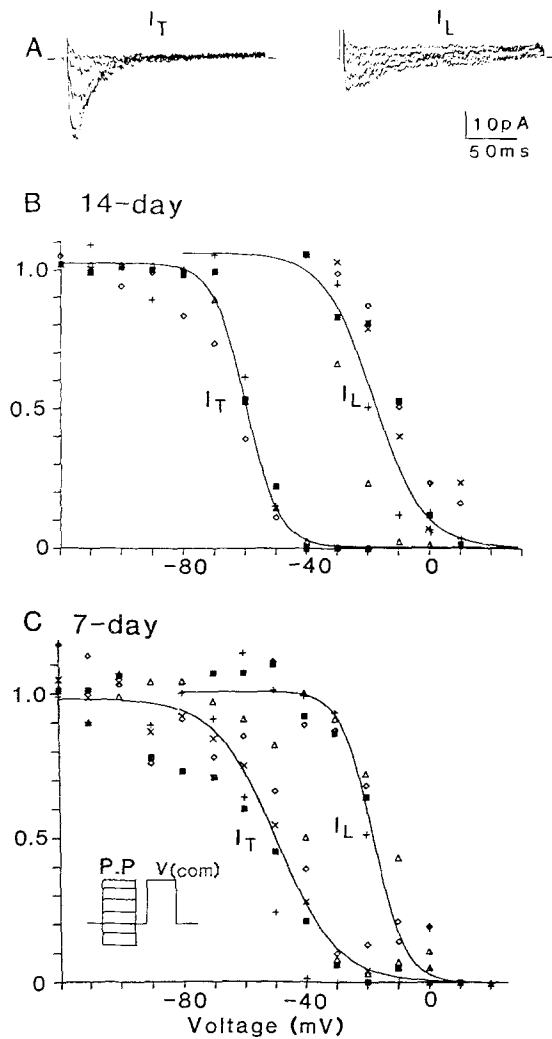 I_T I_L
A
10pA
50ms
B 14-day
1.0
0.5
0
I_T I_L
-80 -40 0
C 7-day
1.0
0.5
0
I_T I_L
P.P V(com)
-80 -40 0
Voltage (mV)